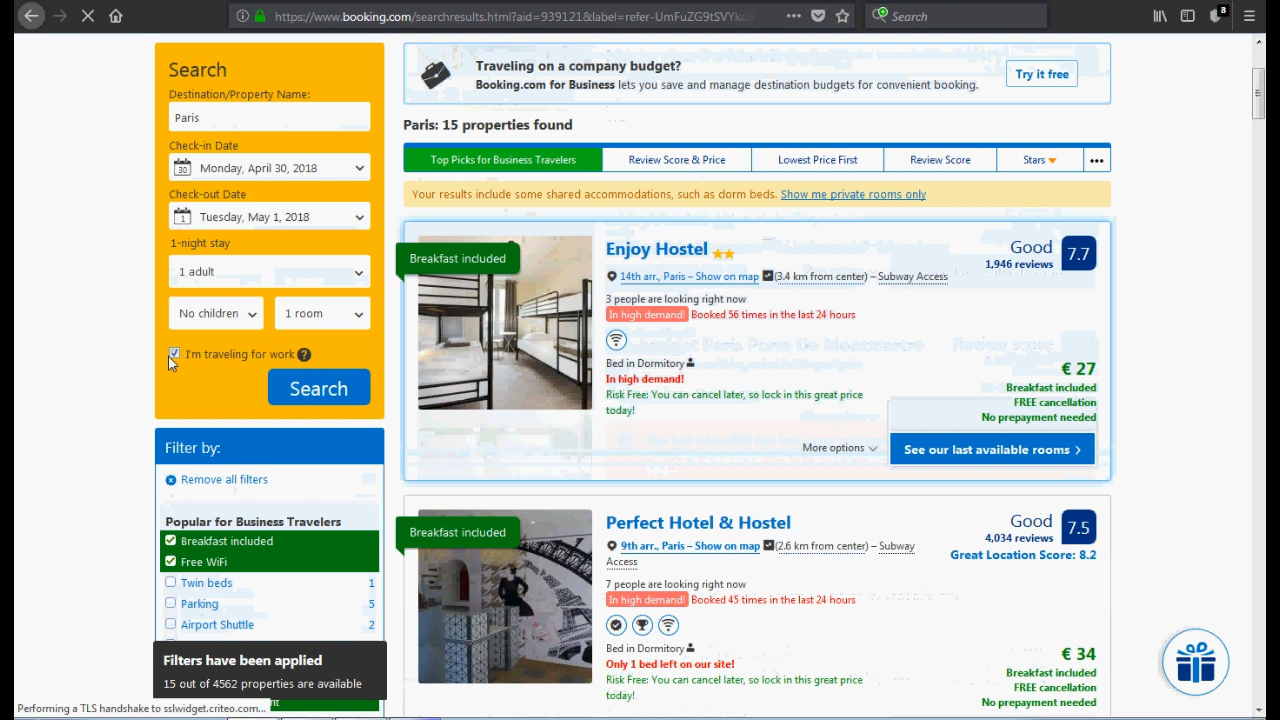 https://www.booking.com/searchresults.html?aid=939121&label=refer-UmFuZG9tSVYk
Search
8
Search
Destination/Property Name:
Paris
Check-in Date
30
Monday, April 30, 2018
Check-out Date
1
Tuesday, May 1, 2018
1-night stay
1 adult
No children
1 room
I'm traveling for work
Search
Filter by:
Remove all filters
Popular for Business Travelers
Breakfast included
Free WiFi
Twin beds 1
Parking 5
Airport Shuttle 2
Filters have been applied
15 out of 4562 properties are available
Performing a TLS handshake to sslwidget.criteo.com...
Traveling on a company budget?
Booking.com for Business lets you save and manage destination budgets for convenient booking.
Try it free
Paris: 15 properties found
Top Picks for Business Travelers
Review Score & Price
Lowest Price First
Review Score
Stars
Your results include some shared accommodations, such as dorm beds. Show me private rooms only
Breakfast included
Enjoy Hostel
14th arr., Paris – Show on map (3.4 km from center) – Subway Access
3 people are looking right now
In high demand! Booked 56 times in the last 24 hours
Bed in Dormitory
In high demand!
Risk Free: You can cancel later, so lock in this great price
today!
Good
1,946 reviews
7.7
€ 27
Breakfast included
FREE cancellation
No prepayment needed
More options
See our last available rooms
Breakfast included
Perfect Hotel & Hostel
9th arr., Paris – Show on map (2.6 km from center) – Subway
Access
7 people are looking right now
In high demand! Booked 45 times in the last 24 hours
Bed in Dormitory
Only 1 bed left on our site!
Risk Free: You can cancel later, so lock in this great price
today!
Good
4,034 reviews
7.5
Great Location Score: 8.2
€ 34
Breakfast included
FREE cancellation
No prepayment needed